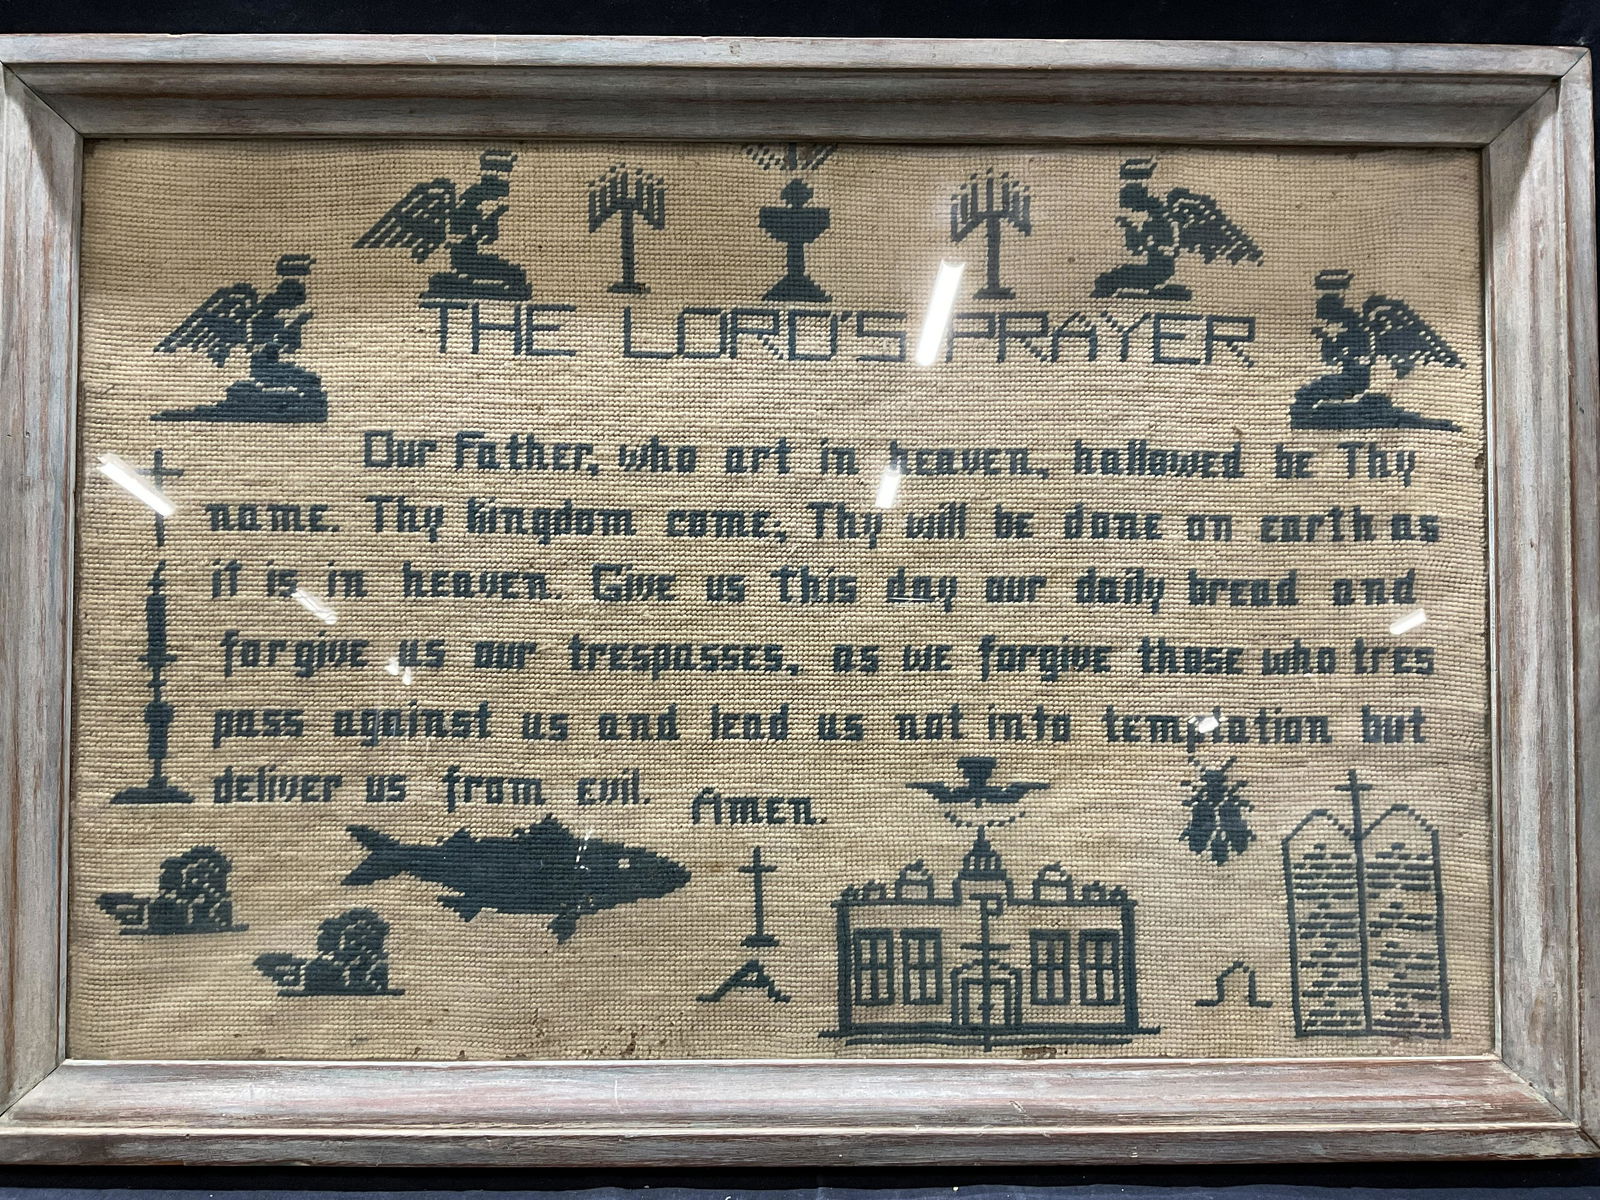 THE LORD'S PRAYER
Our Father, who art in heaven, hallowed be Thy
name. Thy kingdom come; Thy will be done on earth as
it is in heaven. Give us this day our daily bread and
forgive us our trespasses, as we forgive those who tres
pass against us and lead us not into temptation but
deliver us from evil. Amen.
A Ω